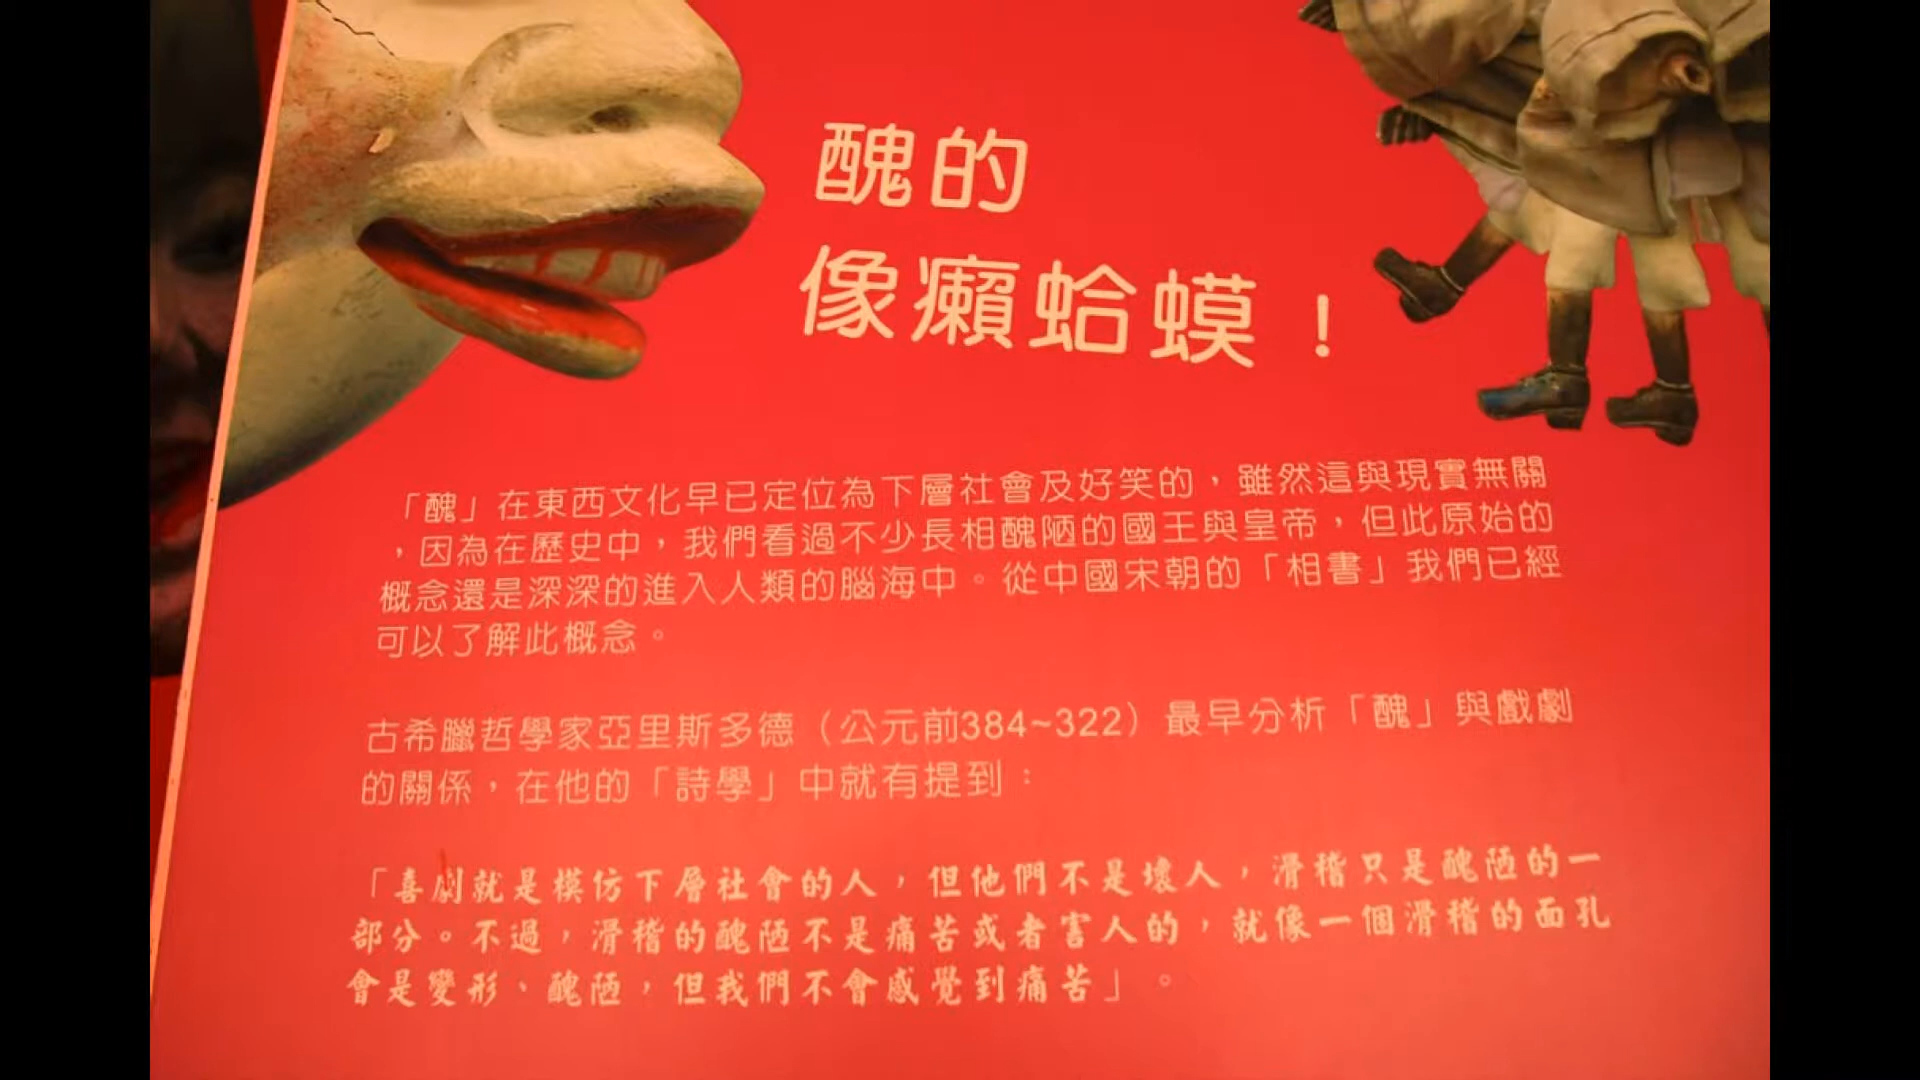 醜的
像癩蛤蟆！
「醜」在東西文化早已定位為下層社會及好笑的，雖然這與現實無關
，因為在歷史中，我們看過不少長相醜陋的國王與皇帝，但此原始的
概念還是深深的進入人類的腦海中。從中國宋朝的「相書」我們已經
可以了解此概念。
古希臘哲學家亞里斯多德（公元前384~322）最早分析「醜」與戲劇
的關係，在他的「詩學」中就有提到：
「喜劇就是模仿下層社會的人，但他們不是壞人，滑稽只是醜陋的一
部分。不過，滑稽的醜陋不是痛苦或者害人的，就像一個滑稽的面孔
會是變形、醜陋，但我們不會感覺到痛苦」。